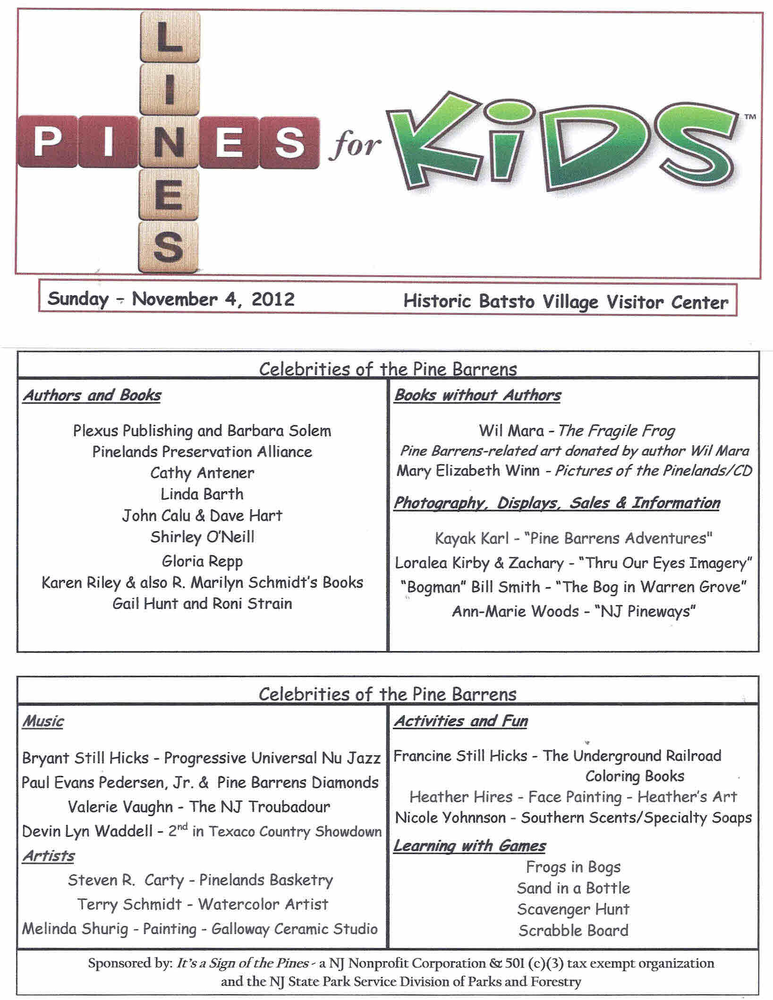 LINES
PINES for KiDS™
Sunday - November 4, 2012 Historic Batsto Village Visitor Center
Celebrities of the Pine Barrens
Authors and Books
Plexus Publishing and Barbara Solem
Pinelands Preservation Alliance
Cathy Antener
Linda Barth
John Calu & Dave Hart
Shirley O'Neill
Gloria Repp
Karen Riley & also R. Marilyn Schmidt's Books
Gail Hunt and Roni Strain
Books without Authors
Wil Mara - The Fragile Frog
Pine Barrens-related art donated by author Wil Mara
Mary Elizabeth Winn - Pictures of the Pinelands/CD
Photography, Displays, Sales & Information
Kayak Karl - "Pine Barrens Adventures"
Loralea Kirby & Zachary - "Thru Our Eyes Imagery"
"Bogman" Bill Smith - "The Bog in Warren Grove"
Ann-Marie Woods - "NJ Pineways"
Celebrities of the Pine Barrens
Music
Bryant Still Hicks - Progressive Universal Nu Jazz
Paul Evans Pedersen, Jr. & Pine Barrens Diamonds
Valerie Vaughn - The NJ Troubadour
Devin Lyn Waddell - 2nd in Texaco Country Showdown
Artists
Steven R. Carty - Pinelands Basketry
Terry Schmidt - Watercolor Artist
Melinda Shurig - Painting - Galloway Ceramic Studio
Activities and Fun
Francine Still Hicks - The Underground Railroad
Coloring Books
Heather Hires - Face Painting - Heather's Art
Nicole Yohnnson - Southern Scents/Specialty Soaps
Learning with Games
Frogs in Bogs
Sand in a Bottle
Scavenger Hunt
Scrabble Board
Sponsored by: It's a Sign of the Pines - a NJ Nonprofit Corporation & 501 (c)(3) tax exempt organization
and the NJ State Park Service Division of Parks and Forestry